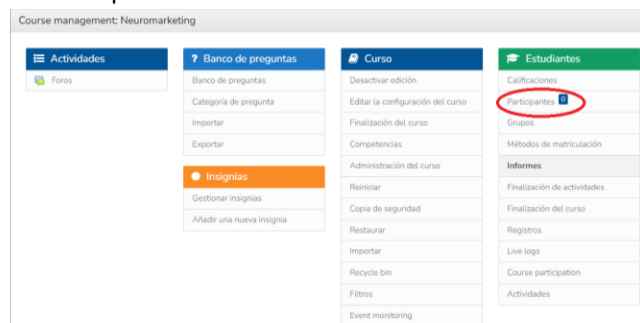 Course management: Neuromarketing
Actividades
Foros
? Banco de preguntas
Banco de preguntas
Categoría de pregunta
Importar
Exportar
Insignias
Gestionar insignias
Añadir una nueva insignia
Curso
Desactivar edición
Editar la configuración del curso
Finalización del curso
Competencias
Administración del curso
Reiniciar
Copia de seguridad
Restaurar
Importar
Recycle bin
Filtros
Event monitoring
Estudiantes
Calificaciones
Participantes 0
Grupos
Métodos de matriculación
Informes
Finalización de actividades
Finalización del curso
Registros
Live logs
Course participation
Actividades